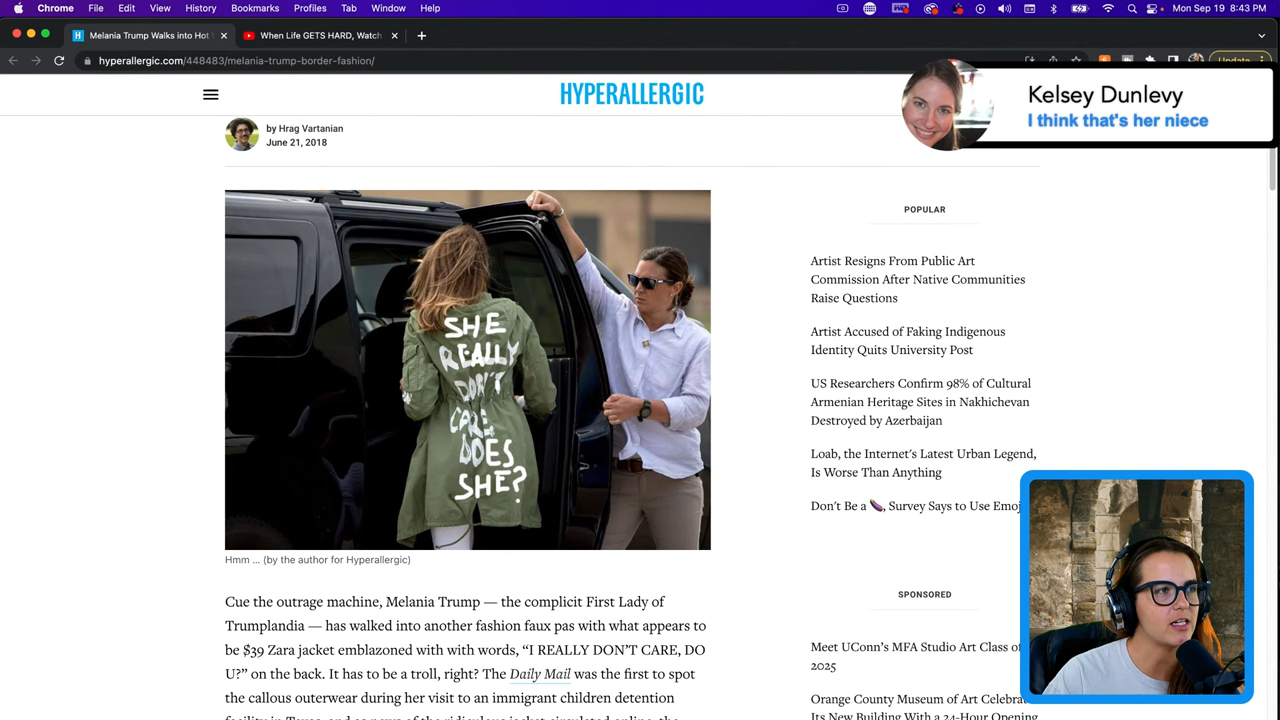 Chrome File Edit View History Bookmarks Profiles Tab Window Help
Mon Sep 19 8:43 PM
Melania Trump Walks into Hot
When Life GETS HARD, Watch
hyperallergic.com/448483/melania-trump-border-fashion/
Update
HYPERALLERGIC
Kelsey Dunlevy
I think that's her niece
by Hrag Vartanian
June 21, 2018
SHE
REALLY
DON'T
CARE
DOES
SHE?
Hmm ... (by the author for Hyperallergic)
Cue the outrage machine, Melania Trump — the complicit First Lady of
Trumplandia — has walked into another fashion faux pas with what appears to
be $39 Zara jacket emblazoned with with words, “I REALLY DON’T CARE, DO
U?” on the back. It has to be a troll, right? The Daily Mail was the first to spot
the callous outerwear during her visit to an immigrant children detention
POPULAR
Artist Resigns From Public Art
Commission After Native Communities
Raise Questions
Artist Accused of Faking Indigenous
Identity Quits University Post
US Researchers Confirm 98% of Cultural
Armenian Heritage Sites in Nakhichevan
Destroyed by Azerbaijan
Loab, the Internet's Latest Urban Legend,
Is Worse Than Anything
Don't Be a 🍆, Survey Says to Use Emoj
SPONSORED
Meet UConn's MFA Studio Art Class of
2025
Orange County Museum of Art Celebra
Its New Building With a 24-Hour Opening